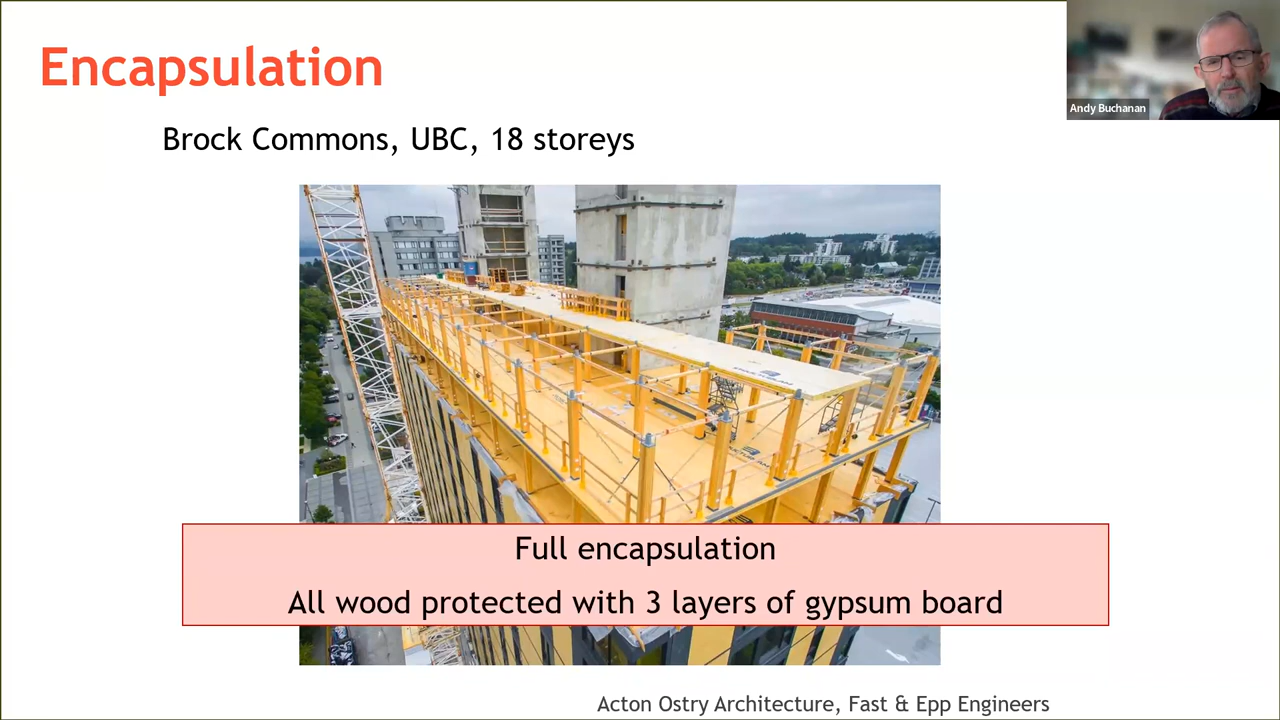 Encapsulation
Andy Buchanan
Brock Commons, UBC, 18 storeys
Full encapsulation
All wood protected with 3 layers of gypsum board
Acton Ostry Architecture, Fast & Epp Engineers